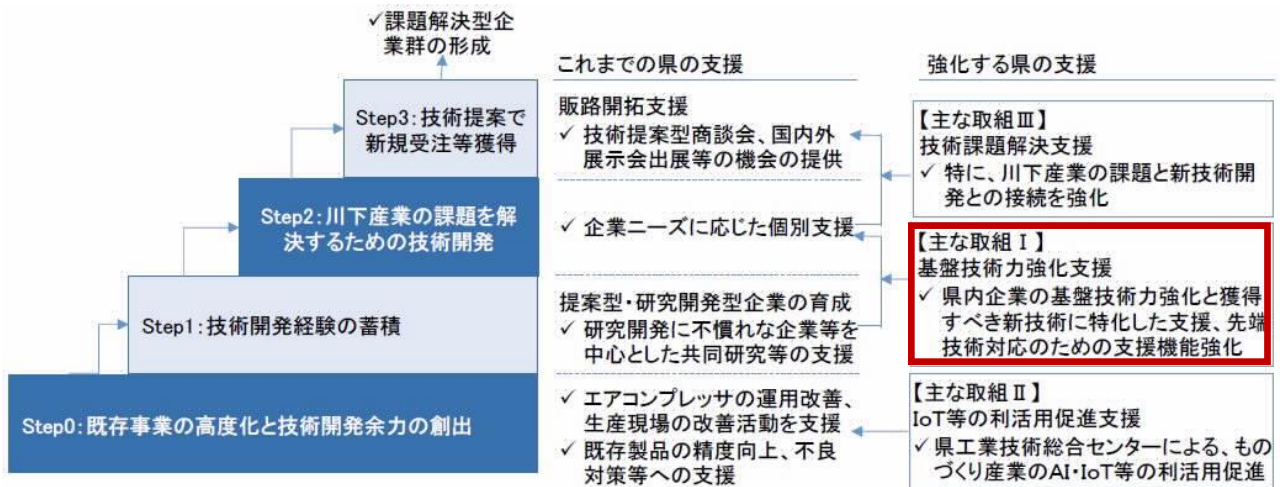 ✓課題解決型企
業群の形成
Step3：技術提案で
新規受注等獲得
Step2：川下産業の課題を解
決するための技術開発
Step1：技術開発経験の蓄積
Step0：既存事業の高度化と技術開発余力の創出
これまでの県の支援
販路開拓支援
✓ 技術提案型商談会、国内外
展示会出展等の機会の提供
✓ 企業ニーズに応じた個別支援
提案型・研究開発型企業の育成
✓ 研究開発に不慣れな企業等を
中心とした共同研究等の支援
✓ エアコンプレッサの運用改善、
生産現場の改善活動を支援
✓ 既存製品の精度向上、不良
対策等への支援
強化する県の支援
【主な取組Ⅲ】
技術課題解決支援
✓ 特に、川下産業の課題と新技術開
発との接続を強化
【主な取組Ⅰ】
基盤技術力強化支援
✓ 県内企業の基盤技術力強化と獲得
すべき新技術に特化した支援、先端
技術対応のための支援機能強化
【主な取組Ⅱ】
IoT等の利活用促進支援
✓ 県工業技術総合センターによる、もの
づくり産業のAI・IoT等の利活用促進